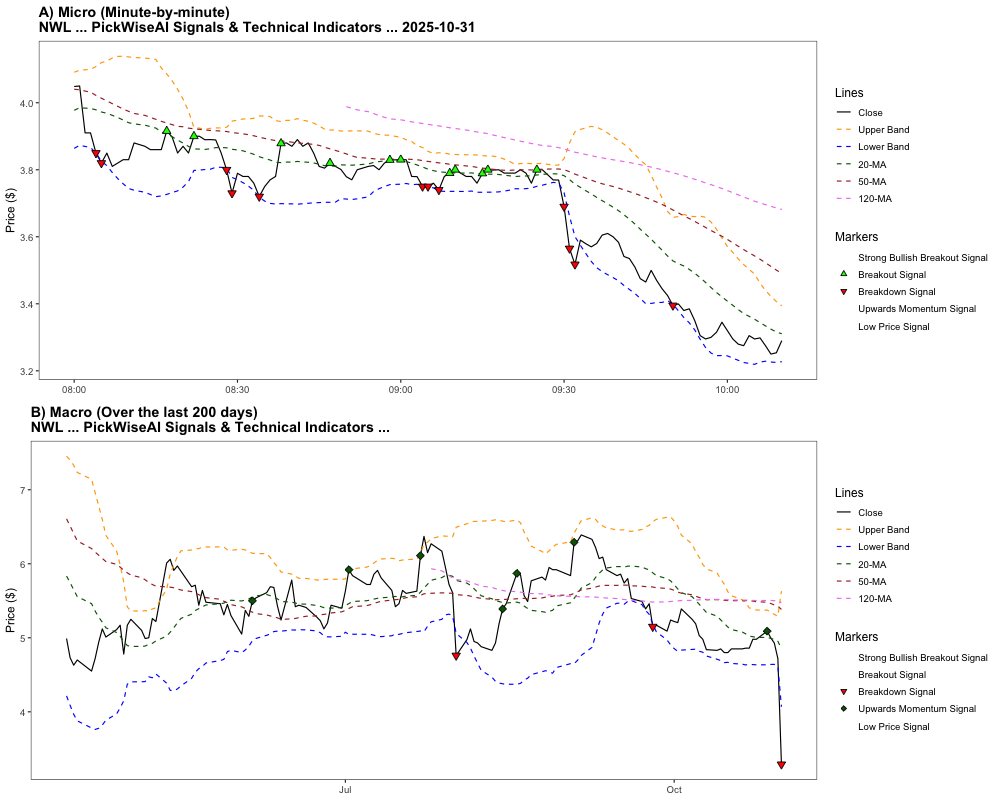 A) Micro (Minute-by-minute)
NWL ... PickWiseAI Signals & Technical Indicators ... 2025-10-31
Price ($)
4.0
3.8
3.6
3.4
3.2
08:00
08:30
09:00
09:30
10:00
Lines
Close
Upper Band
Lower Band
20-MA
50-MA
120-MA
Markers
Strong Bullish Breakout Signal
Breakout Signal
Breakdown Signal
Upwards Momentum Signal
Low Price Signal
B) Macro (Over the last 200 days)
NWL ... PickWiseAI Signals & Technical Indicators ...
Price ($)
7
6
5
4
Jul
Oct
Lines
Close
Upper Band
Lower Band
20-MA
50-MA
120-MA
Markers
Strong Bullish Breakout Signal
Breakout Signal
Breakdown Signal
Upwards Momentum Signal
Low Price Signal